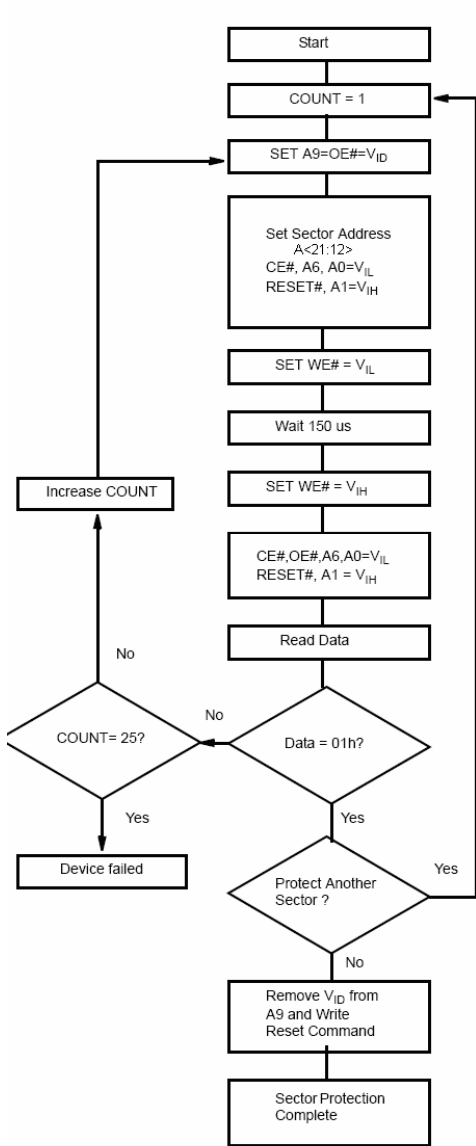 Start
COUNT = 1
SET A9=OE#=VID
Set Sector Address
A<21:12>
CE#, A6, A0=VIL
RESET#, A1=VIH
SET WE# = VIL
Wait 150 us
SET WE# = VIH
Increase COUNT
CE#,OE#,A6,A0=VIL
RESET#, A1 = VIH
Read Data
No
No
COUNT= 25?
Data = 01h?
Yes
Yes
Device failed
Protect Another
Sector ?
Yes
No
Remove VID from
A9 and Write
Reset Command
Sector Protection
Complete